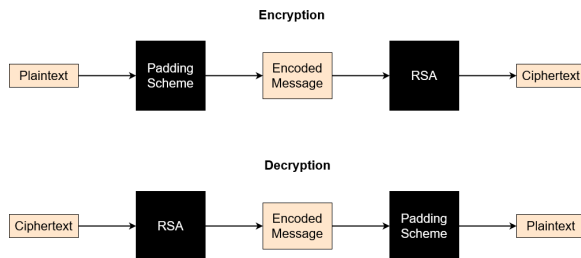 Encryption
Plaintext
Padding
Scheme
Encoded
Message
RSA
Ciphertext
Decryption
Ciphertext
RSA
Encoded
Message
Padding
Scheme
Plaintext